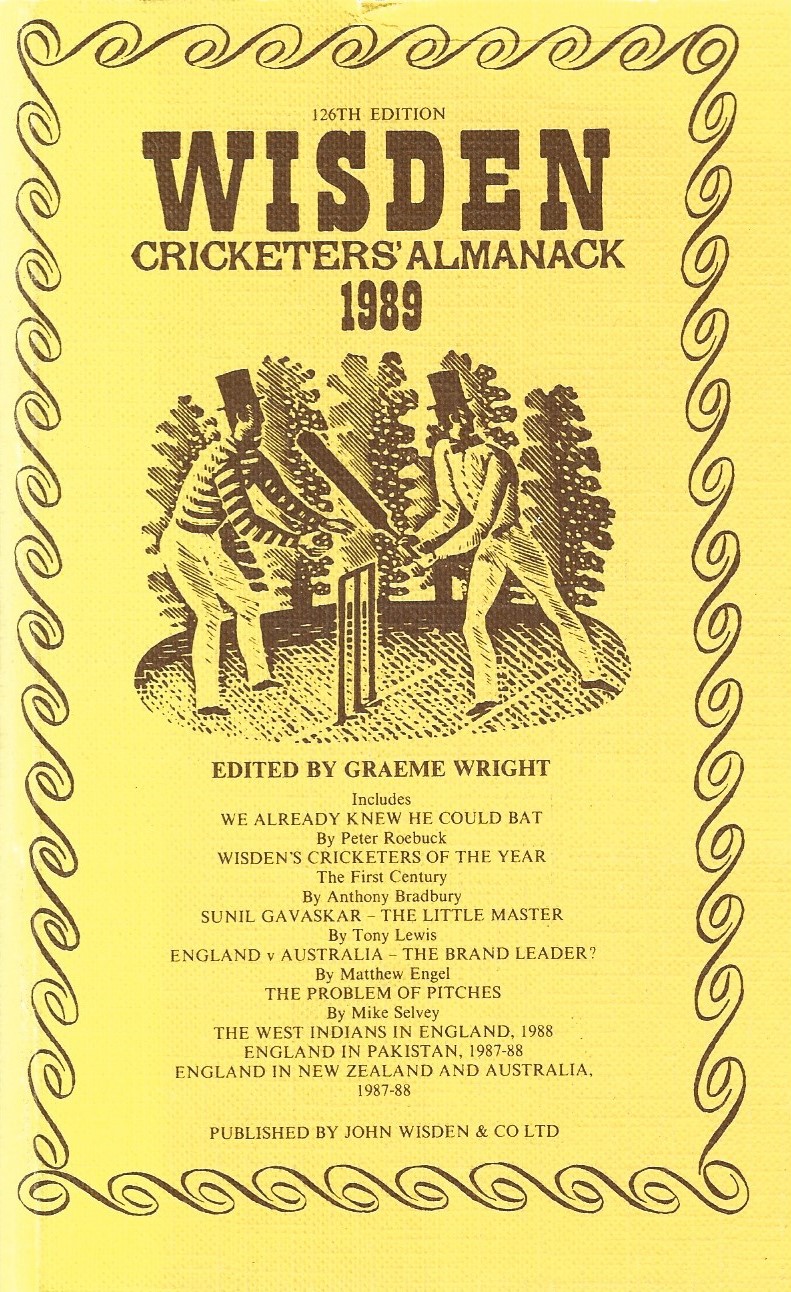 126TH EDITION
WISDEN
CRICKETERS' ALMANACK
1989
EDITED BY GRAEME WRIGHT
Includes
WE ALREADY KNEW HE COULD BAT
By Peter Roebuck
WISDEN'S CRICKETERS OF THE YEAR
The First Century
By Anthony Bradbury
SUNIL GAVASKAR – THE LITTLE MASTER
By Tony Lewis
ENGLAND v AUSTRALIA – THE BRAND LEADER?
By Matthew Engel
THE PROBLEM OF PITCHES
By Mike Selvey
THE WEST INDIANS IN ENGLAND, 1988
ENGLAND IN PAKISTAN, 1987-88
ENGLAND IN NEW ZEALAND AND AUSTRALIA,
1987-88
PUBLISHED BY JOHN WISDEN & CO LTD